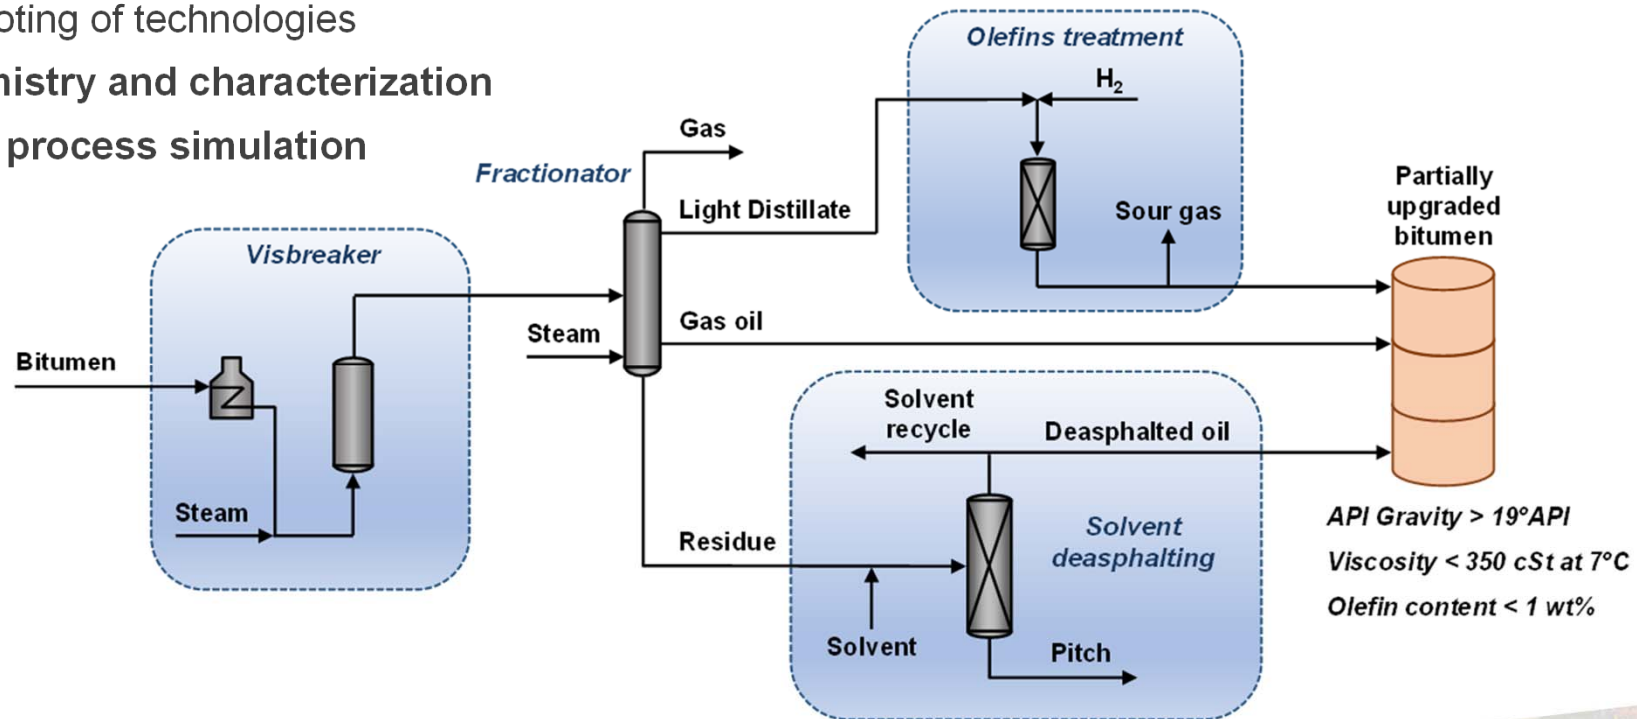 oting of technologies
nistry and characterization
process simulation
Olefins treatment
H2
Gas
Fractionator
Light Distillate
Sour gas
Partially
upgraded
bitumen
Visbreaker
Steam
Gas oil
Bitumen
Solvent
recycle
Deasphalted oil
Steam
Residue
Solvent
deasphalting
Solvent
Pitch
API Gravity > 19°API
Viscosity < 350 cSt at 7°C
Olefin content < 1 wt%